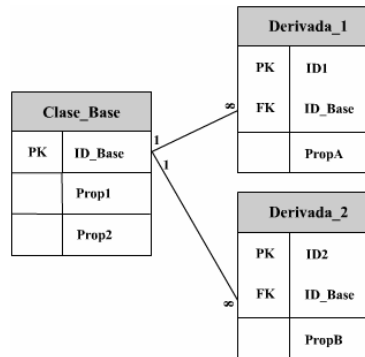 Clase_Base
PK ID_Base
Prop1
Prop2
1
1
∞
∞
Derivada_1
PK ID1
FK ID_Base
PropA
Derivada_2
PK ID2
FK ID_Base
PropB